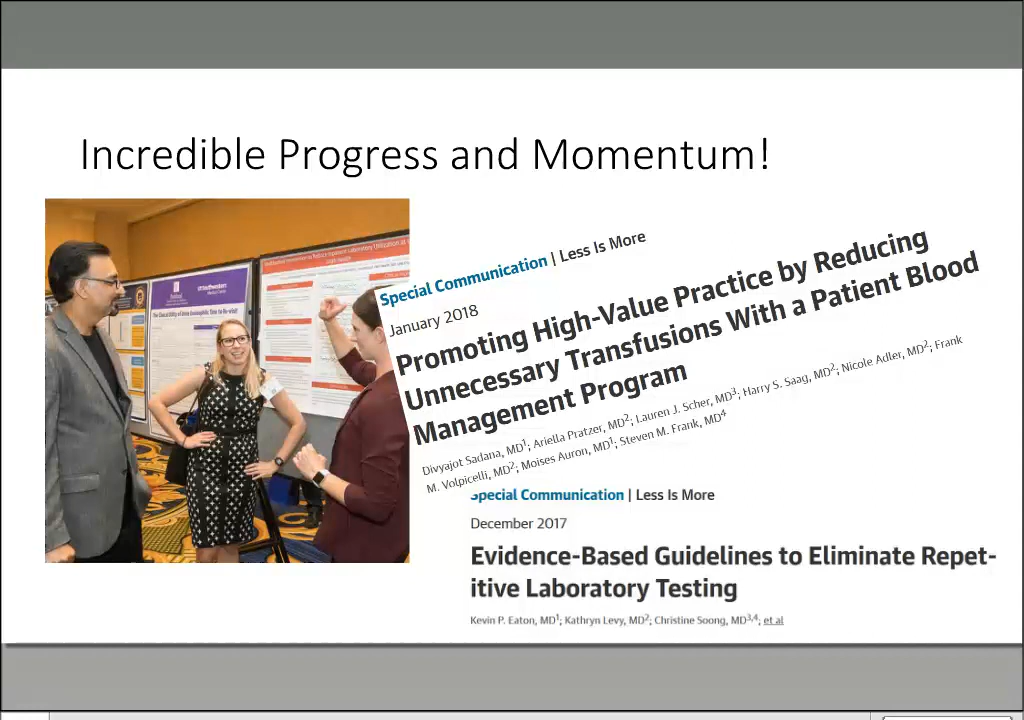 Incredible Progress and Momentum!
Special Communication | Less Is More
January 2018
Promoting High-Value Practice by Reducing
Unnecessary Transfusions With a Patient Blood
Management Program
Divyajot Sadana, MD1; Ariella Pratzer, MD2; Lauren J. Scher, MD3; Harry S. Saag, MD2; Nicole Adler, MD2; Frank
M. Volpicelli, MD2; Moises Auron, MD1; Steven M. Frank, MD4
Special Communication | Less Is More
December 2017
Evidence-Based Guidelines to Eliminate Repet-
itive Laboratory Testing
Kevin P. Eaton, MD1; Kathryn Levy, MD2; Christine Soong, MD3,4; et al